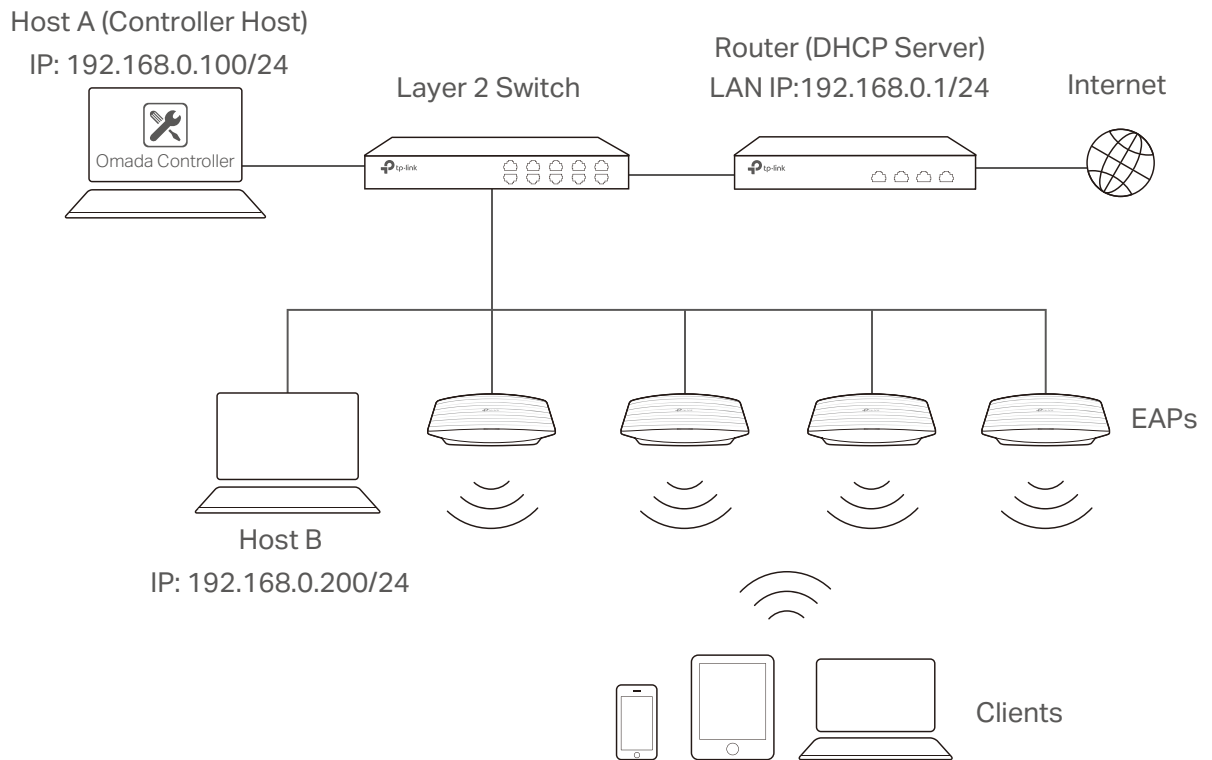 Host A (Controller Host)
IP: 192.168.0.100/24
Omada Controller
Layer 2 Switch
tp-link
Router (DHCP Server)
LAN IP:192.168.0.1/24
tp-link
Internet
EAPs
Host B
IP: 192.168.0.200/24
Clients